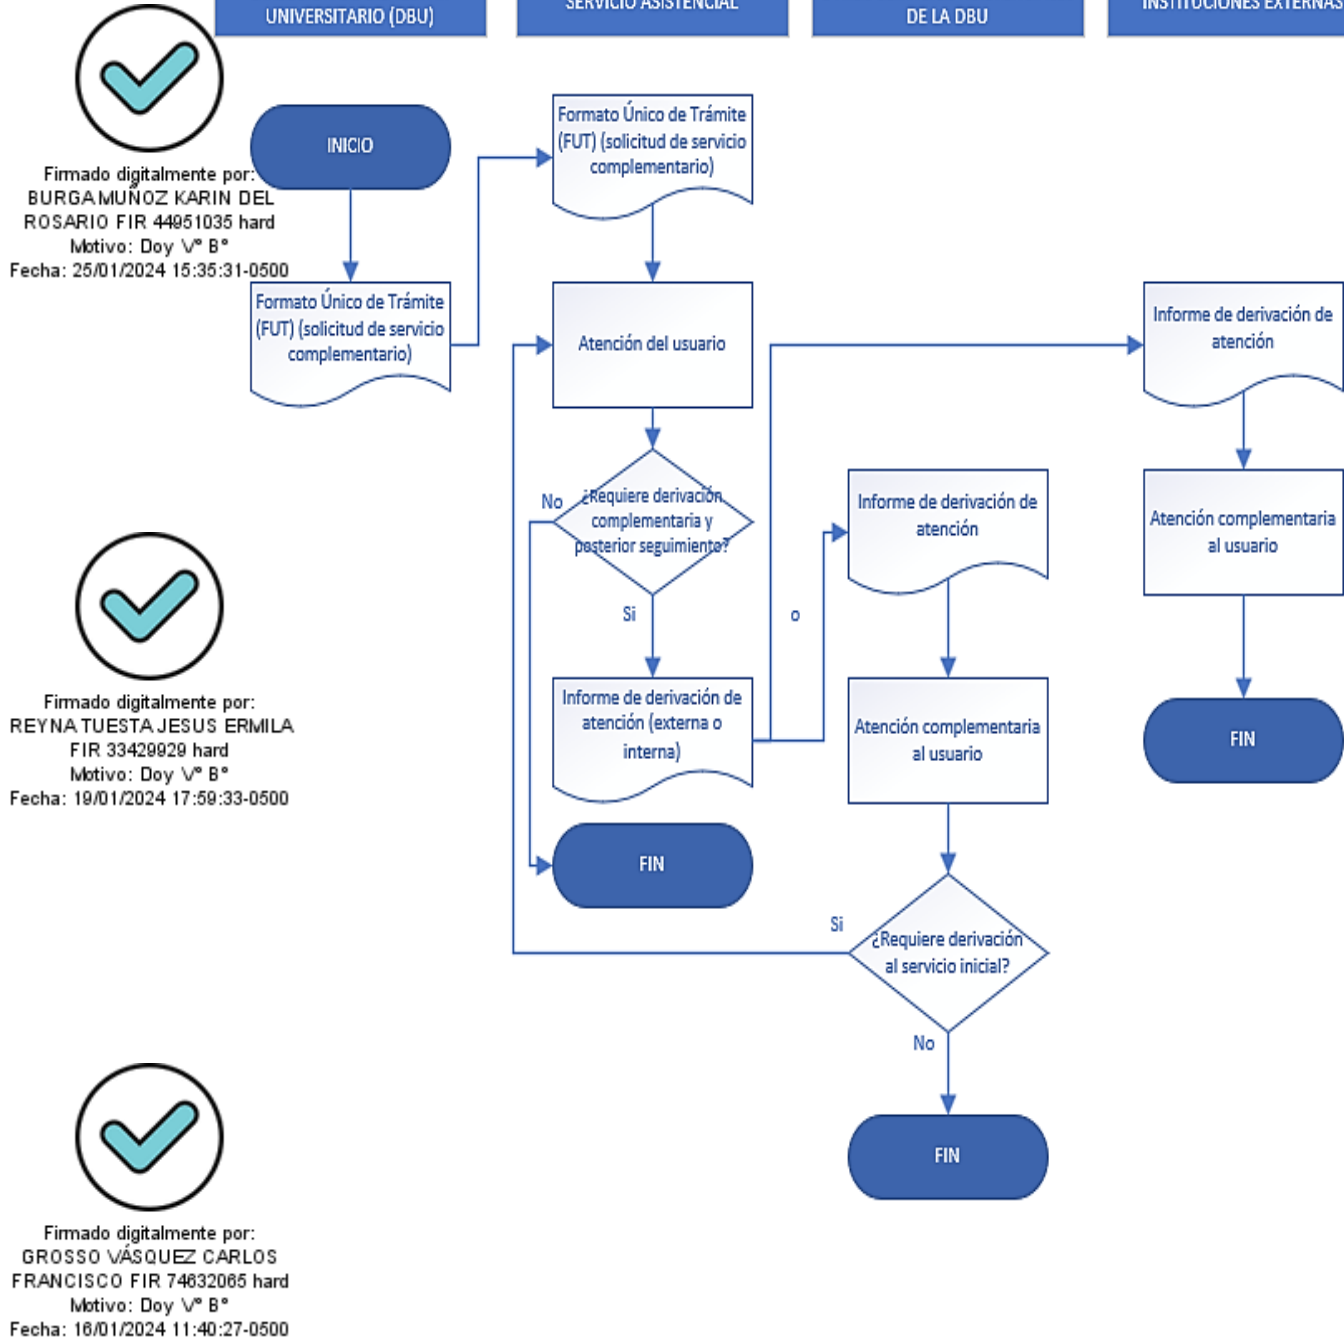 UNIVERSITARIO (DBU)
SERVICIO ASISTENCIAL
DE LA DBU
INSTITUCIONES EXTERNAS
Firmado digitalmente por:
BURGA MUÑOZ KARIN DEL
ROSARIO FIR 44951035 hard
Motivo: Doy V° B°
Fecha: 25/01/2024 15:35:31-0500
INICIO
Formato Único de Trámite
(FUT) (solicitud de servicio
complementario)
Formato Único de Trámite
(FUT) (solicitud de servicio
complementario)
Atención del usuario
¿Requiere derivación
complementaria y
posterior seguimiento?
No
Si
Informe de derivación de
atención (externa o
interna)
FIN
o
Informe de derivación de
atención
Atención complementaria
al usuario
¿Requiere derivación
al servicio inicial?
Si
No
FIN
Informe de derivación de
atención
Atención complementaria
al usuario
FIN
Firmado digitalmente por:
REYNA TUESTA JESUS ERMILA
FIR 33429929 hard
Motivo: Doy V° B°
Fecha: 19/01/2024 17:59:33-0500
Firmado digitalmente por:
GROSSO VÁSQUEZ CARLOS
FRANCISCO FIR 74632065 hard
Motivo: Doy V° B°
Fecha: 16/01/2024 11:40:27-0500